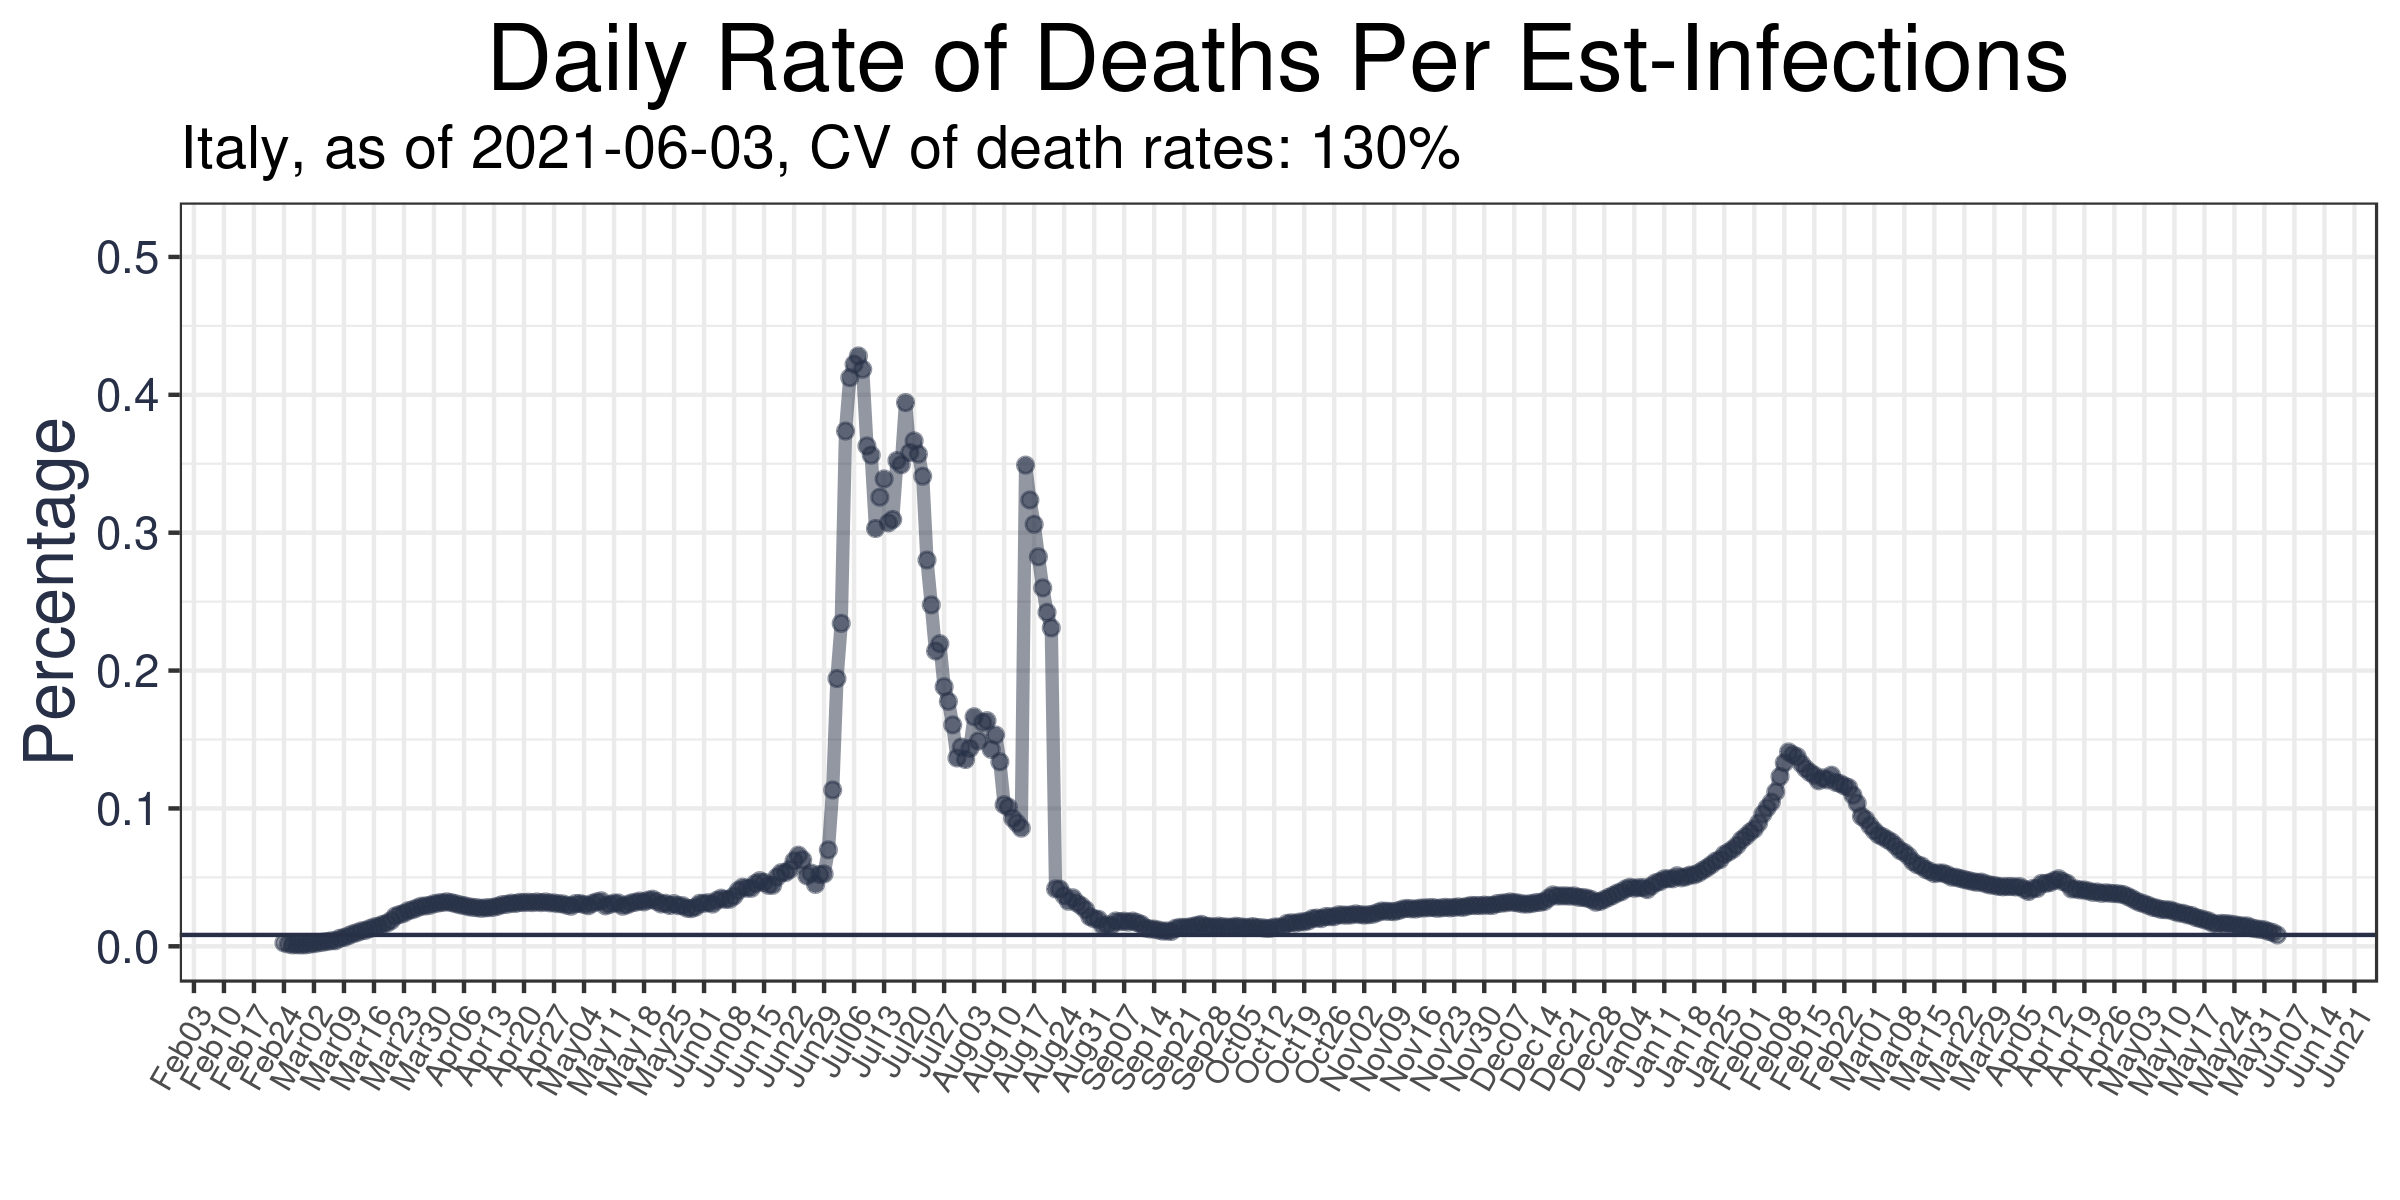 Daily Rate of Deaths Per Est-Infections
Italy, as of 2021-06-03, CV of death rates: 130%
Percentage
0.5
0.4
0.3
0.2
0.1
0.0
Feb03
Feb10
Feb17
Feb24
Mar02
Mar09
Mar16
Mar23
Mar30
Apr06
Apr13
Apr20
Apr27
May04
May11
May18
May25
Jun01
Jun08
Jun15
Jun22
Jun29
Jul06
Jul13
Jul20
Jul27
Aug03
Aug10
Aug17
Aug24
Aug31
Sep07
Sep14
Sep21
Sep28
Oct05
Oct12
Oct19
Oct26
Nov02
Nov09
Nov16
Nov23
Nov30
Dec07
Dec14
Dec21
Dec28
Jan04
Jan11
Jan18
Jan25
Feb01
Feb08
Feb15
Feb22
Mar01
Mar08
Mar15
Mar22
Mar29
Apr05
Apr12
Apr19
Apr26
May03
May10
May17
May24
May31
Jun07
Jun14
Jun21